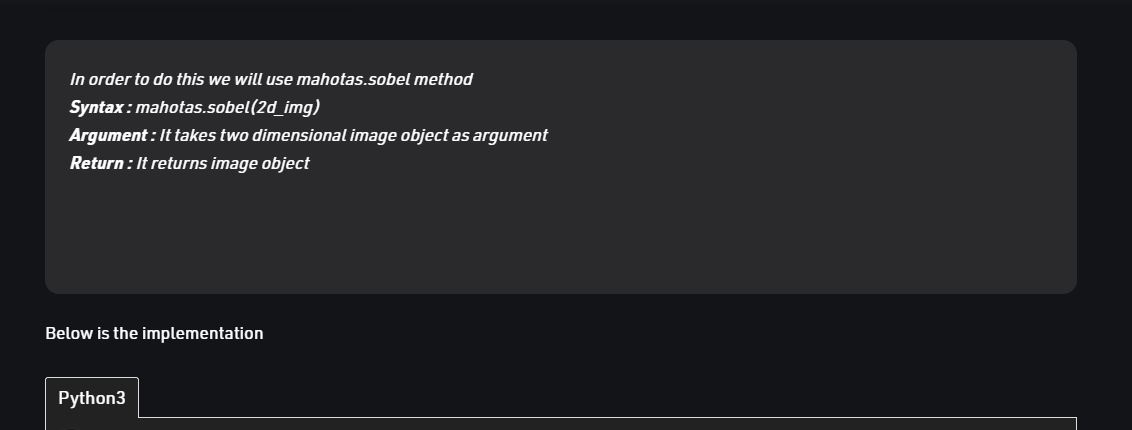 In order to do this we will use mahotas.sobel method
Syntax : mahotas.sobel(2d_img)
Argument : It takes two dimensional image object as argument
Return : It returns image object
Below is the implementation
Python3